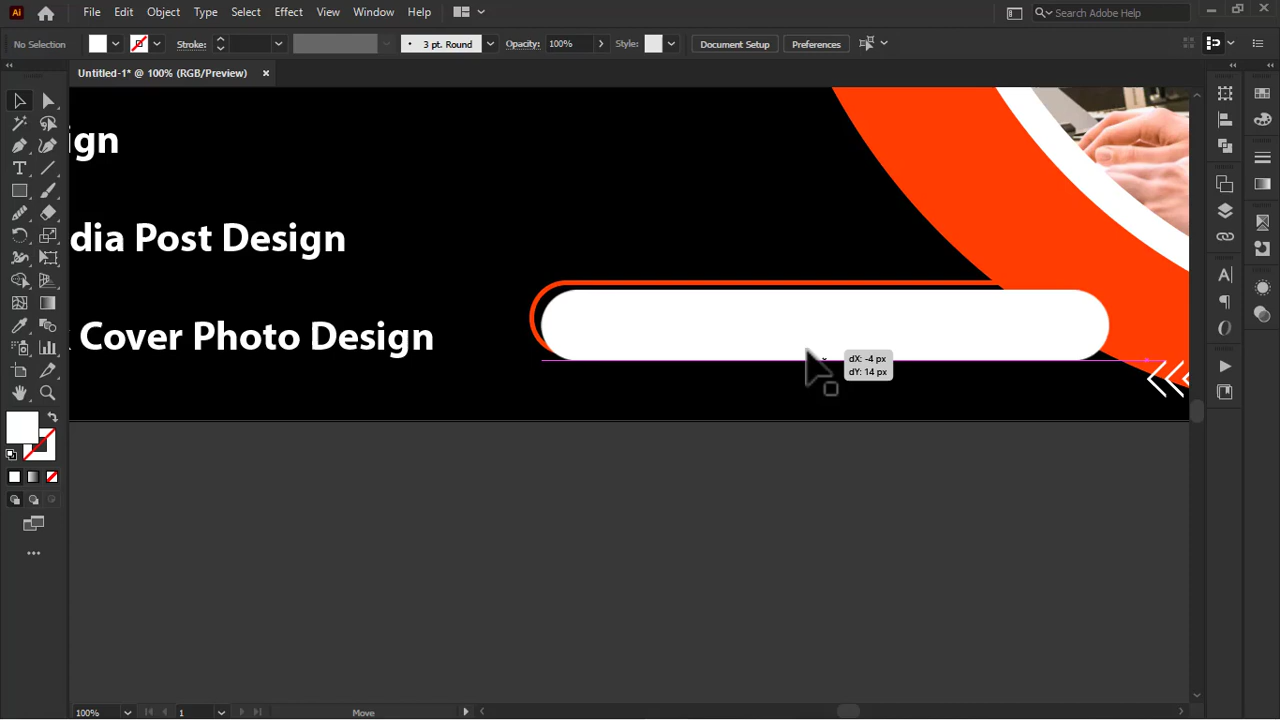 Ai File Edit Object Type Select Effect View Window Help Search Adobe Help
No Selection Stroke: 3 pt. Round Opacity: 100% Style: Document Setup Preferences
Untitled-1* @ 100% (RGB/Preview) ×
ign
dia Post Design
Cover Photo Design
dX: -4 px
dY: 14 px
100% 1 Move